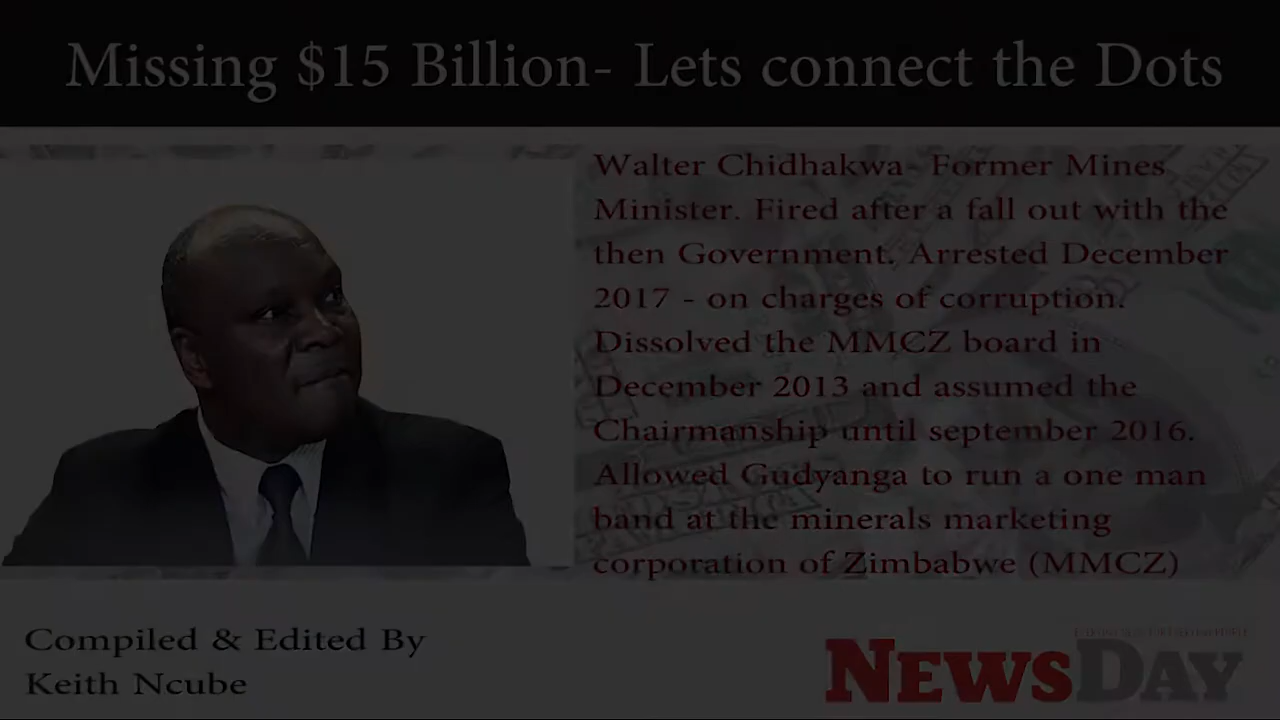 Missing $15 Billion- Lets connect the Dots
Walter Chidhakwa- Former Mines
Minister. Fired after a fall out with the
then Government. Arrested December
2017 - on charges of corruption.
Dissolved the MMCZ board in
December 2013 and assumed the
Chairmanship until september 2016.
Allowed Gudyanga to run a one man
band at the minerals marketing
corporation of Zimbabwe (MMCZ)
Compiled & Edited By
Keith Ncube
NEWSDAY